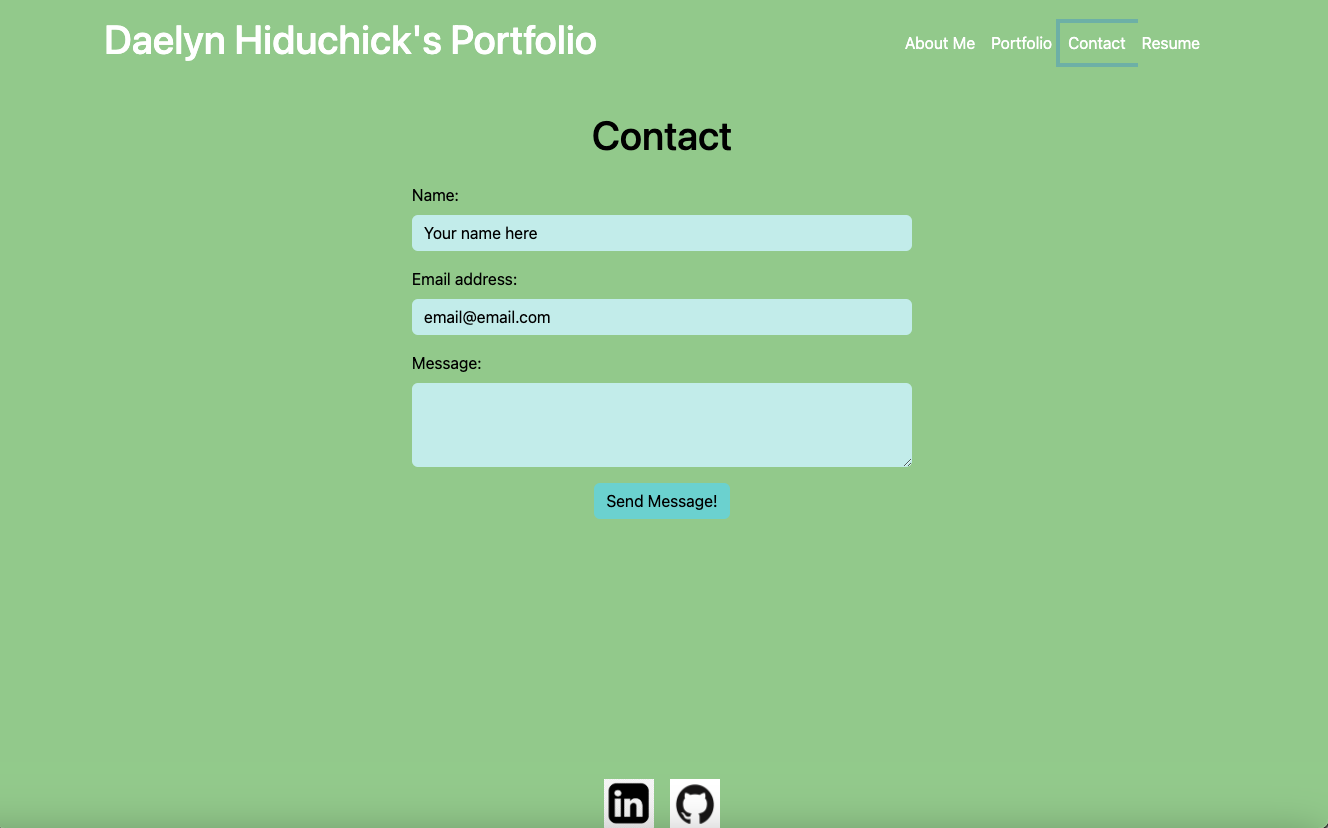 Daelyn Hiduchick's Portfolio
About Me Portfolio Contact Resume
Contact
Name:
Your name here
Email address:
email@email.com
Message:
Send Message!
in